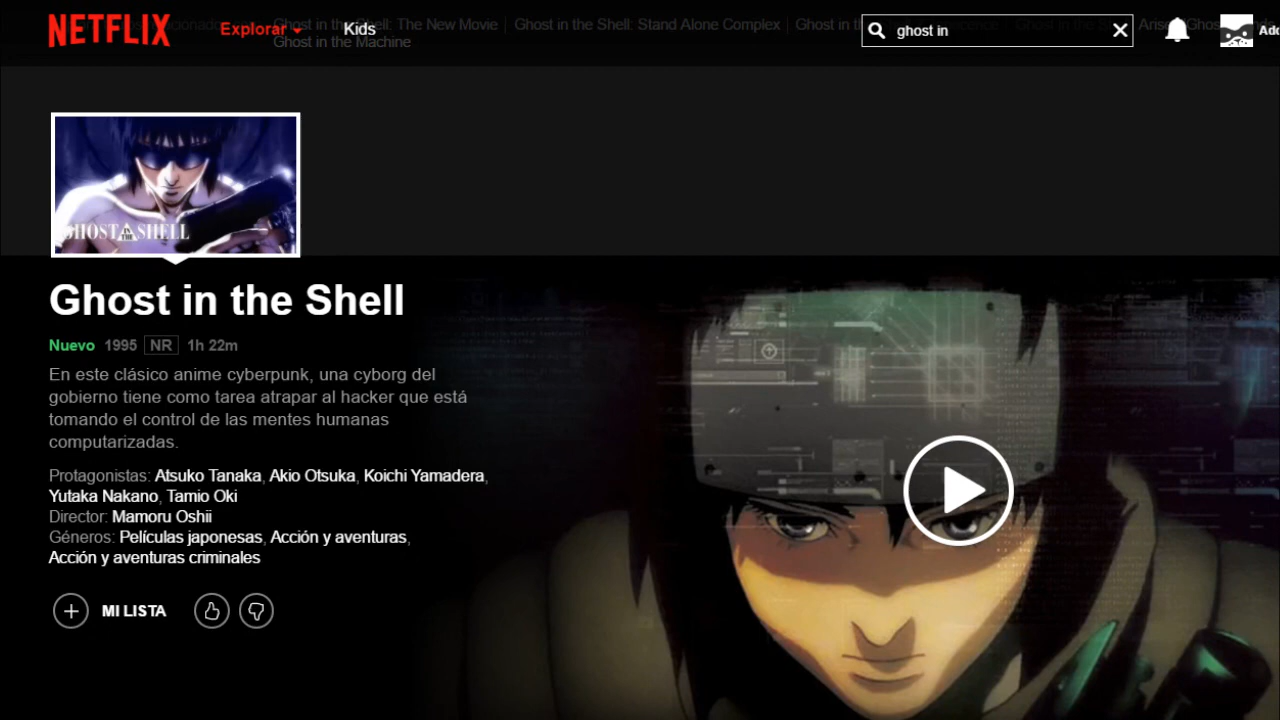 NETFLIX
Explorar
Kids
ghost in
Ghost in the Shell: The New Movie
Ghost in the Shell: Stand Alone Complex
Ghost in the Machine
GHOST IN THE SHELL
Ghost in the Shell
Nuevo 1995 NR 1h 22m
En este clásico anime cyberpunk, una cyborg del
gobierno tiene como tarea atrapar al hacker que está
tomando el control de las mentes humanas
computarizadas.
Protagonistas: Atsuko Tanaka, Akio Otsuka, Koichi Yamadera,
Yutaka Nakano, Tamio Oki
Director: Mamoru Oshii
Géneros: Películas japonesas, Acción y aventuras,
Acción y aventuras criminales
MI LISTA